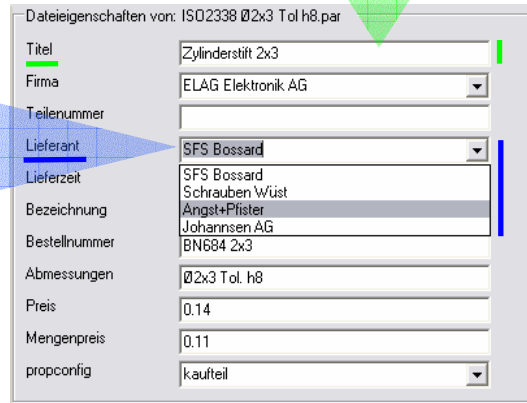 Dateieigenschaften von: ISO2338 Ø2x3 Tol h8.par
Titel Zylinderstift 2x3
Firma ELAG Elektronik AG
Teilenummer
Lieferant SFS Bossard
Lieferzeit SFS Bossard
Schrauben Wüst
Bezeichnung Angst+Pfister
Johannsen AG
Bestellnummer BN684 2x3
Abmessungen Ø2x3 Tol. h8
Preis 0.14
Mengenpreis 0.11
propconfig kaufteil